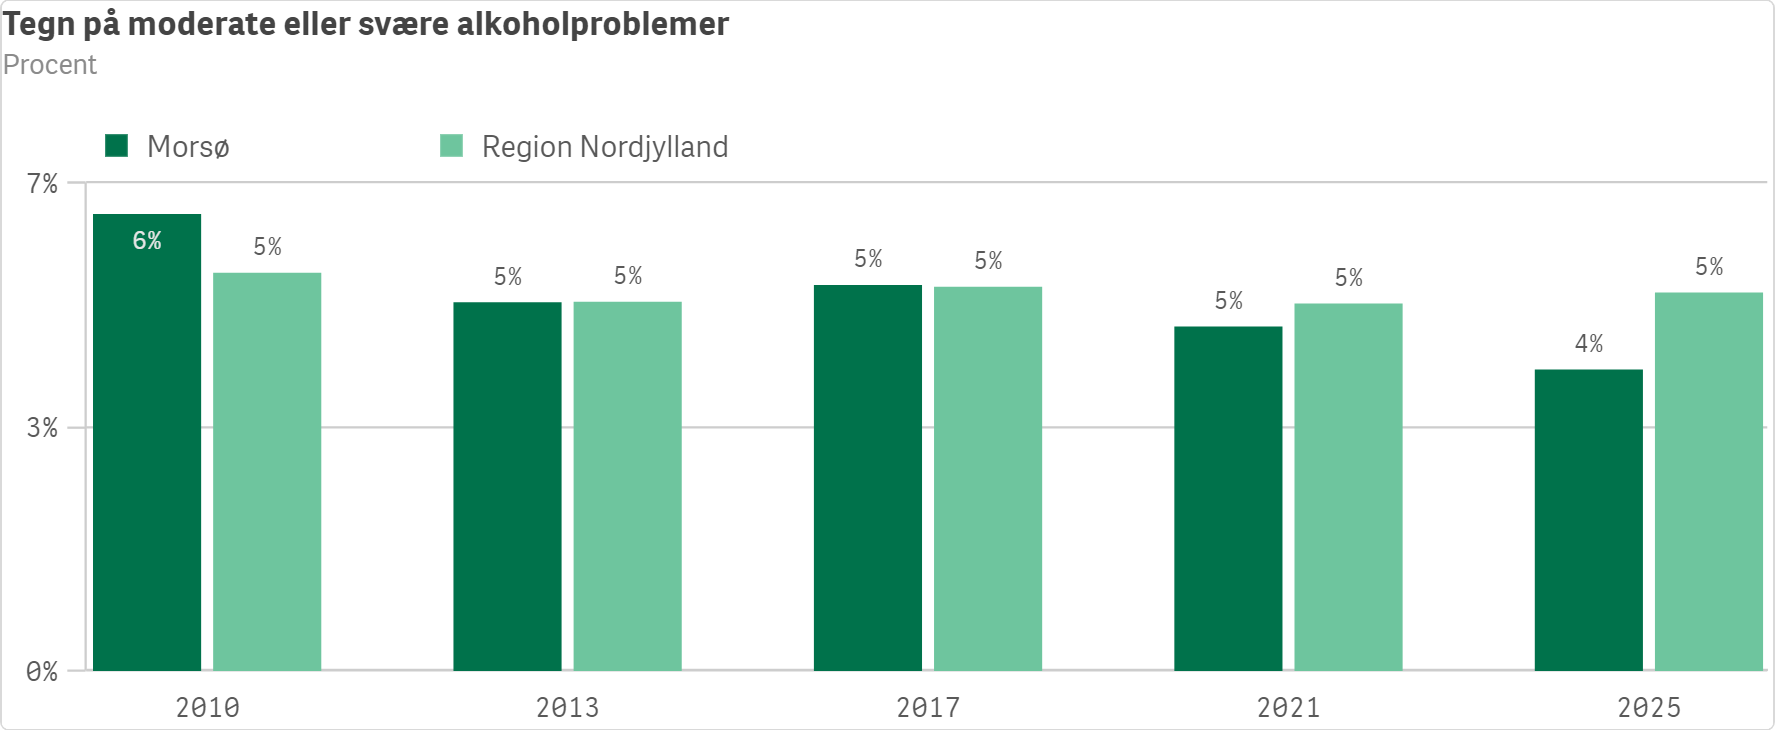 Tegn på moderate eller svære alkoholproblemer
Procent
Morsø Region Nordjylland
7%
6% 5% 5% 5% 5% 5% 5% 5% 4% 5%
3%
0%
2010 2013 2017 2021 2025